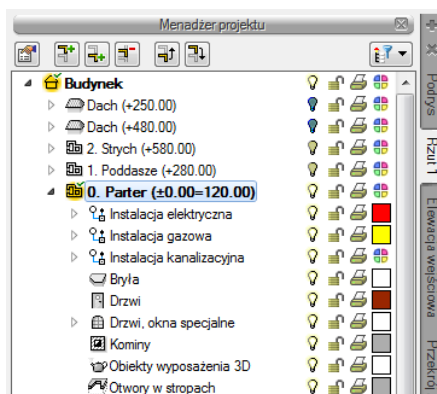 Menadżer projektu
Budynek
Dach (+250.00)
Dach (+480.00)
2. Strych (+580.00)
1. Poddasze (+280.00)
0. Parter (±0.00=120.00)
Instalacja elektryczna
Instalacja gazowa
Instalacja kanalizacyjna
Bryła
Drzwi
Drzwi, okna specjalne
Kominy
Obiekty wyposażenia 3D
Otwory w stropach
Podrys
Rzut 1
Elewacja wejściowa
Przekrój